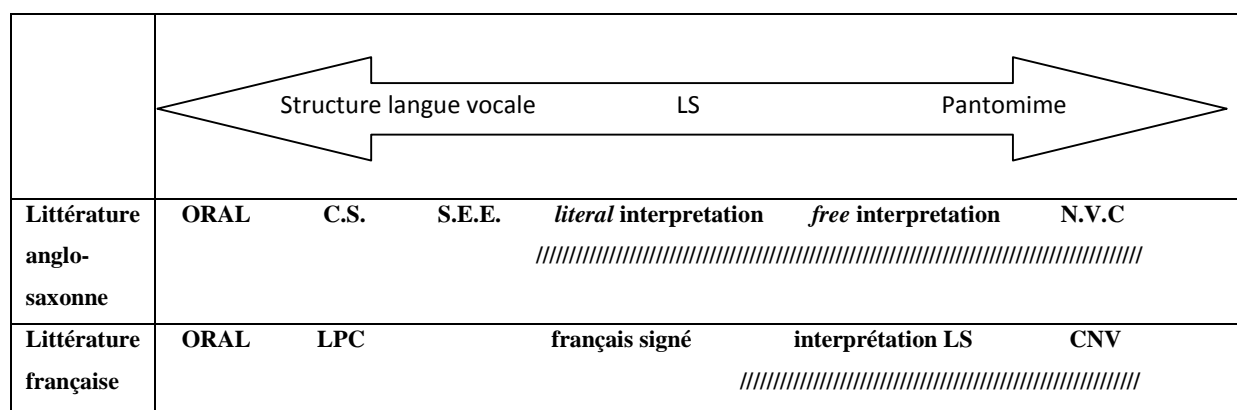 Structure langue vocale LS Pantomime
Littérature ORAL C.S. S.E.E. literal interpretation free interpretation N.V.C
anglo- //////////////////////////////////////////////////////////////////////////////////////////
saxonne
Littérature ORAL LPC français signé interprétation LS CNV
française ////////////////////////////////////////////////////////////